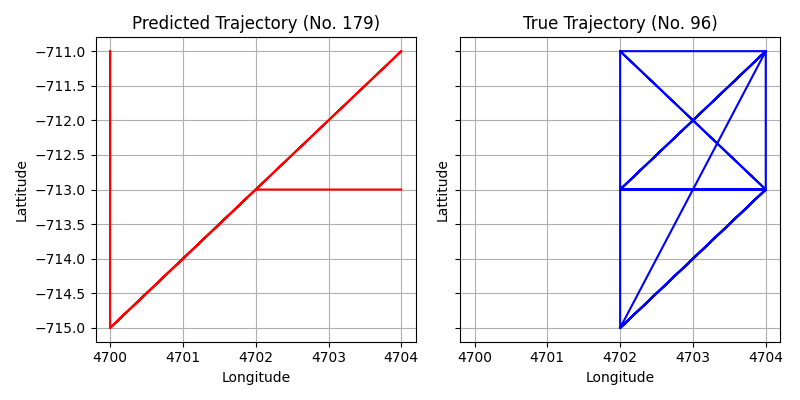 Predicted Trajectory (No. 179)
True Trajectory (No. 96)
Lattitude
−711.0
−711.5
−712.0
−712.5
−713.0
−713.5
−714.0
−714.5
−715.0
4700 4701 4702 4703 4704
Longitude
Lattitude
4700 4701 4702 4703 4704
Longitude